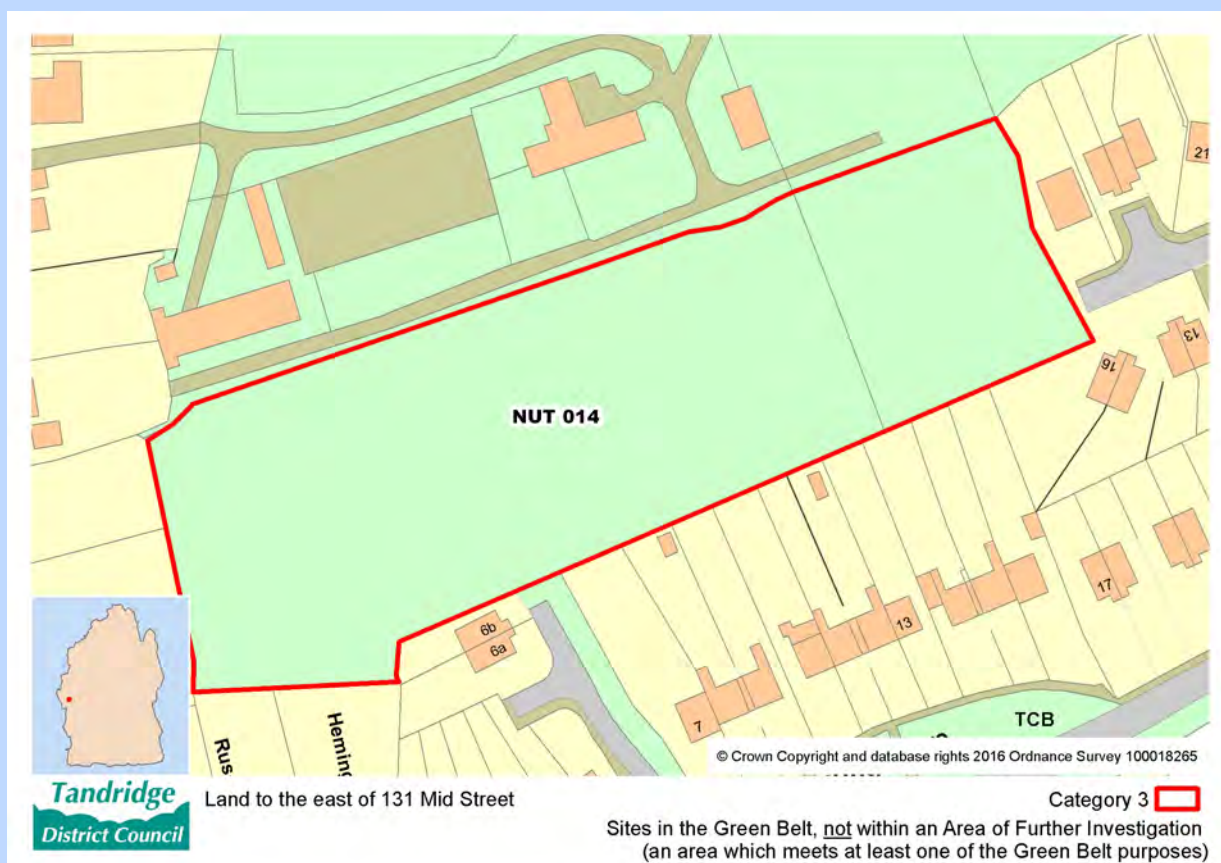 21
NUT 014
13
16
6b
6a
17
13
7
TCB
Heming
Rus
© Crown Copyright and database rights 2016 Ordnance Survey 100018265
Tandridge
District Council
Land to the east of 131 Mid Street
Category 3
Sites in the Green Belt, not within an Area of Further Investigation
(an area which meets at least one of the Green Belt purposes)